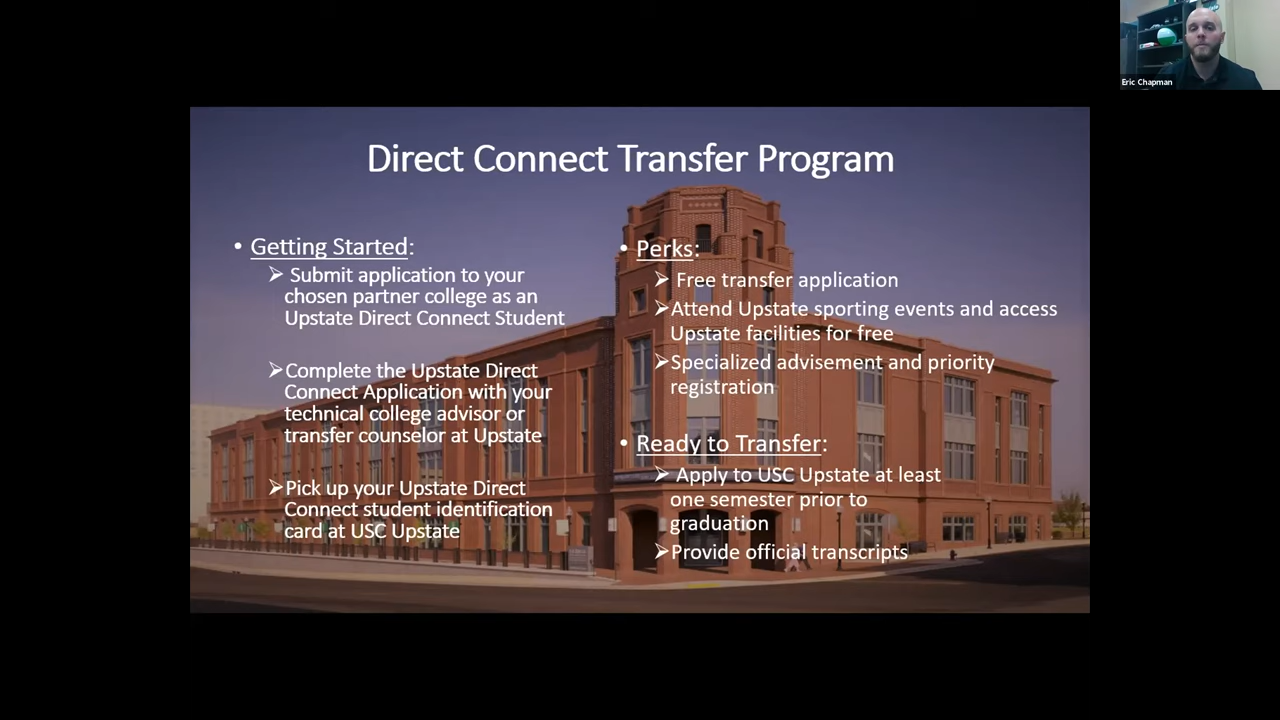 Eric Chapman
Direct Connect Transfer Program
• Getting Started:
➢ Submit application to your
chosen partner college as an
Upstate Direct Connect Student
➢Complete the Upstate Direct
Connect Application with your
technical college advisor or
transfer counselor at Upstate
➢Pick up your Upstate Direct
Connect student identification
card at USC Upstate
• Perks:
➢ Free transfer application
➢Attend Upstate sporting events and access
Upstate facilities for free
➢Specialized advisement and priority
registration
• Ready to Transfer:
➢ Apply to USC Upstate at least
one semester prior to
graduation
➢Provide official transcripts